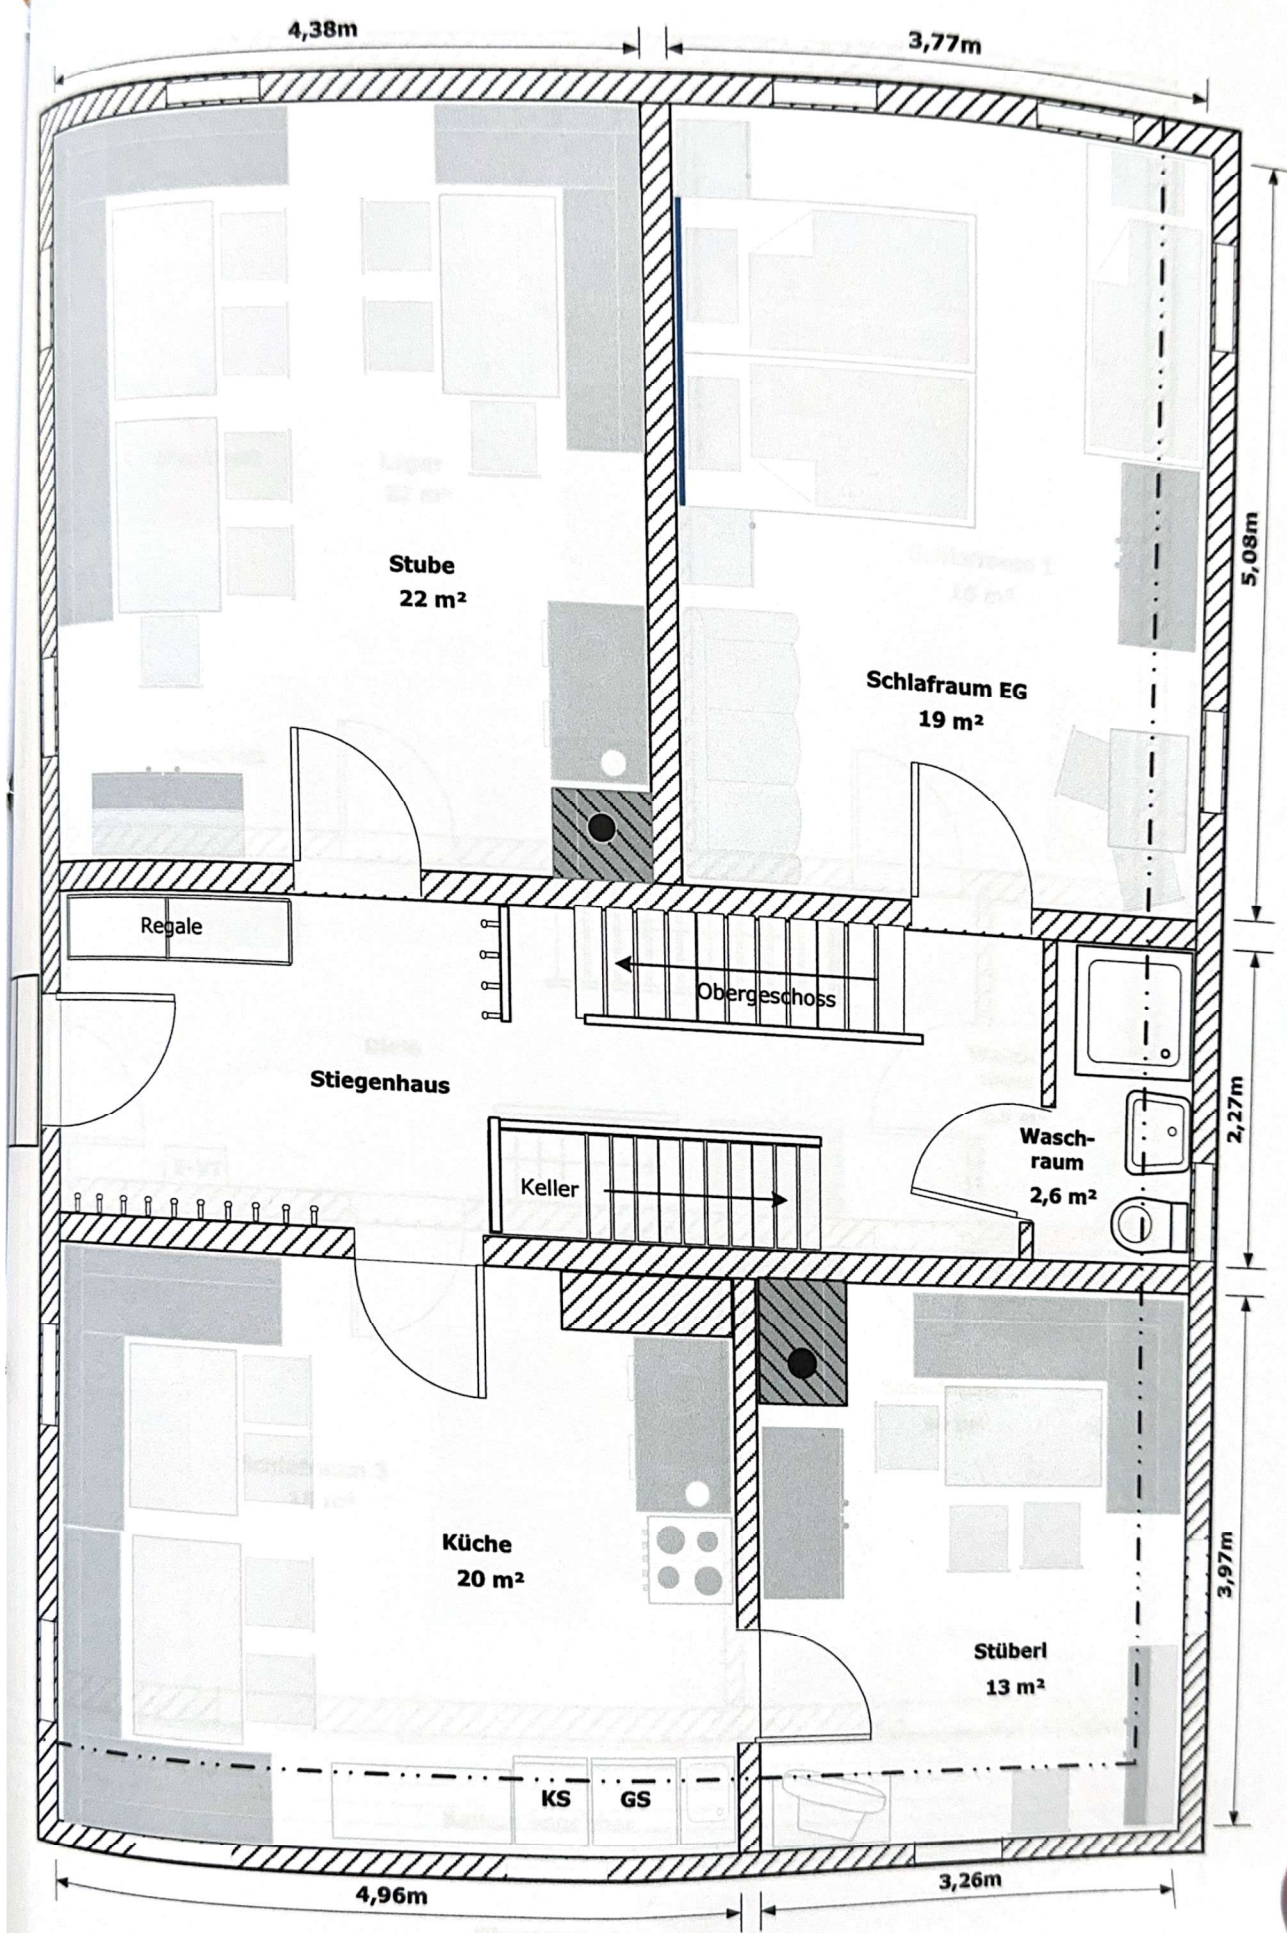 4,38m
3,77m
Stube
22 m²
5,08m
Schlafraum EG
19 m²
Regale
Obergeschoss
Stiegenhaus
2,27m
Wasch-
raum
2,6 m²
Keller
Küche
20 m²
3,97m
Stüberl
13 m²
KS
GS
4,96m
3,26m